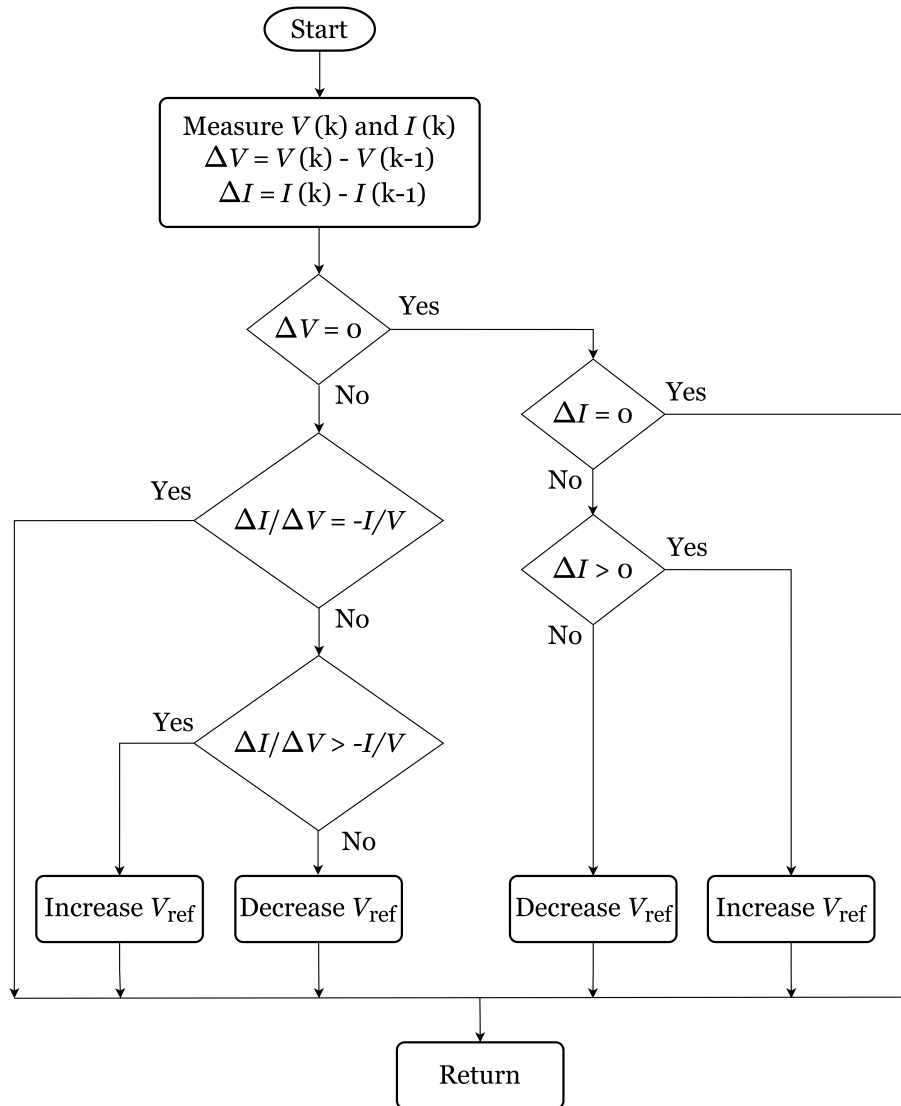 Start
Measure V (k) and I (k)
ΔV = V (k) - V (k-1)
ΔI = I (k) - I (k-1)
ΔV = 0
Yes
No
ΔI = 0
Yes
No
ΔI/ΔV = -I/V
Yes
No
ΔI > 0
Yes
No
ΔI/ΔV > -I/V
Yes
No
Increase Vref
Decrease Vref
Decrease Vref
Increase Vref
Return